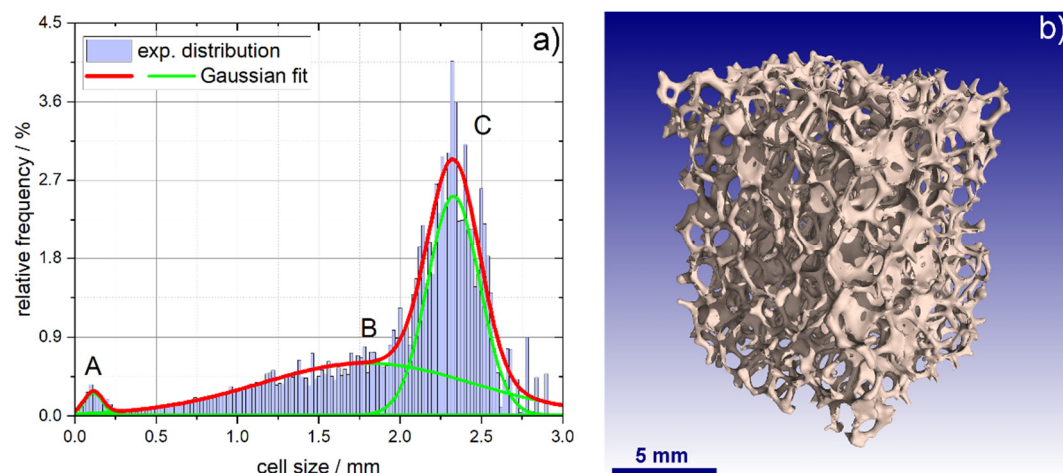 4.5
3.6
2.7
1.8
0.9
0.0
relative frequency / %
exp. distribution
Gaussian fit
a)
A
B
C
0.0
0.5
1.0
1.5
2.0
2.5
3.0
cell size / mm
b)
5 mm